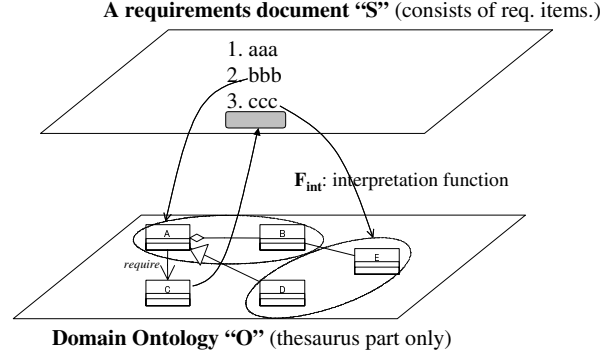 A requirements document “S” (consists of req. items.)
1. aaa
2. bbb
3. ccc
F_int: interpretation function
A
B
E
require
C
D
Domain Ontology “O” (thesaurus part only)